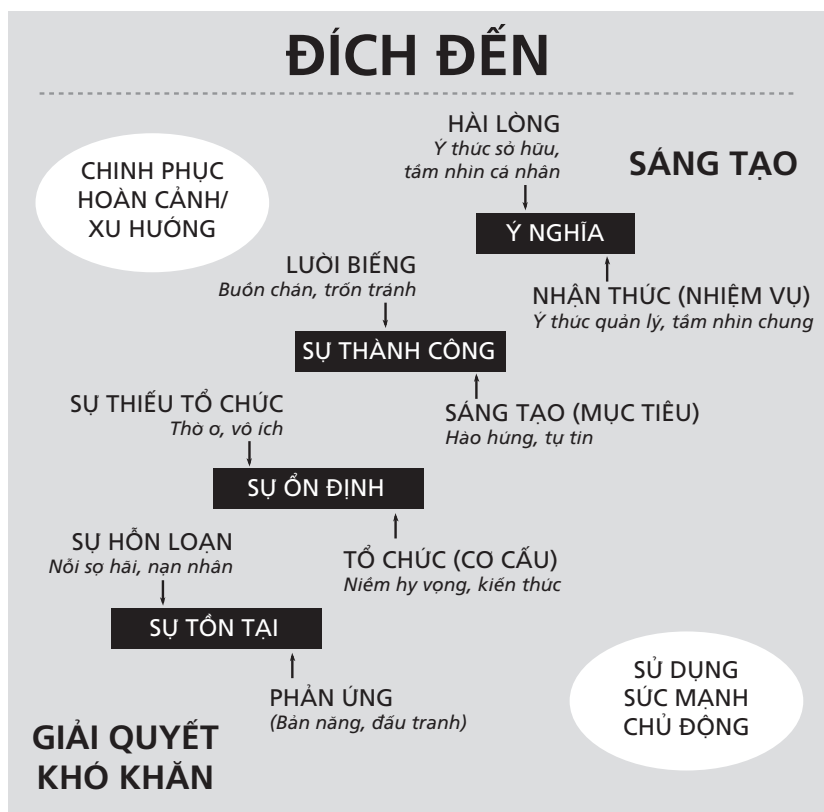 ĐÍCH ĐẾN
HÀI LÒNG
Ý thức sở hữu,
tầm nhìn cá nhân
SÁNG TẠO
CHINH PHỤC
HOÀN CẢNH/
XU HƯỚNG
Ý NGHĨA
LƯỜI BIẾNG
Buồn chán, trốn tránh
NHẬN THỨC (NHIỆM VỤ)
Ý thức quản lý, tầm nhìn chung
SỰ THÀNH CÔNG
SỰ THIẾU TỔ CHỨC
Thờ ơ, vô ích
SÁNG TẠO (MỤC TIÊU)
Hào hứng, tự tin
SỰ ỔN ĐỊNH
SỰ HỖN LOẠN
Nỗi sợ hãi, nạn nhân
TỔ CHỨC (CƠ CẤU)
Niềm hy vọng, kiến thức
SỰ TỒN TẠI
PHẢN ỨNG
(Bản năng, đấu tranh)
SỬ DỤNG
SỨC MẠNH
CHỦ ĐỘNG
GIẢI QUYẾT
KHÓ KHĂN